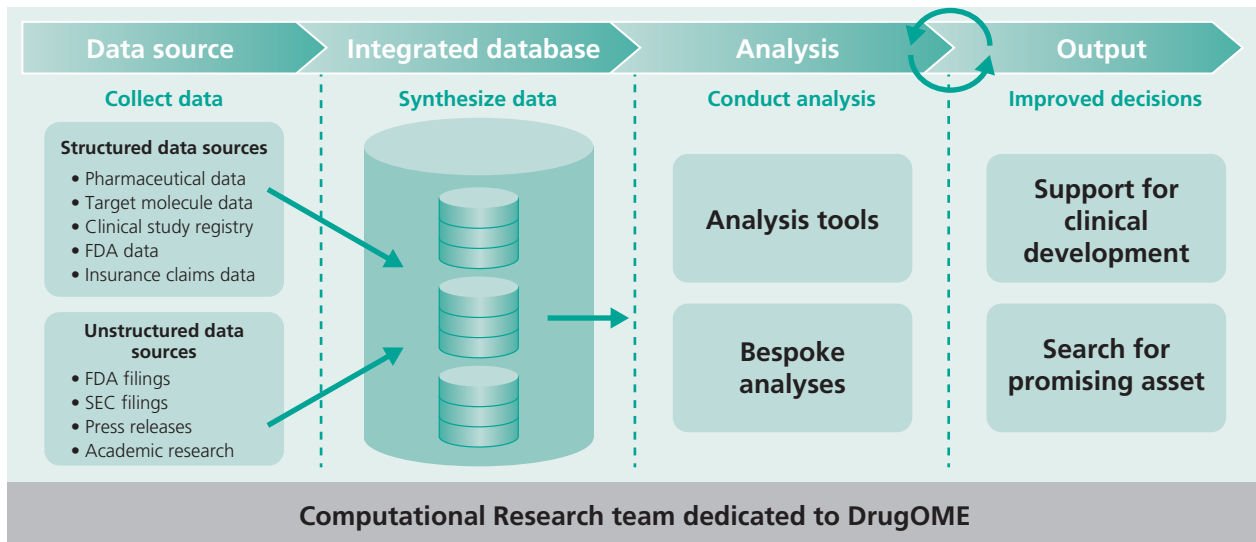 Data source
Integrated database
Analysis
Output
Collect data
Synthesize data
Conduct analysis
Improved decisions
Structured data sources
• Pharmaceutical data
• Target molecule data
• Clinical study registry
• FDA data
• Insurance claims data
Unstructured data
sources
• FDA filings
• SEC filings
• Press releases
• Academic research
Analysis tools
Bespoke
analyses
Support for
clinical
development
Search for
promising asset
Computational Research team dedicated to DrugOME